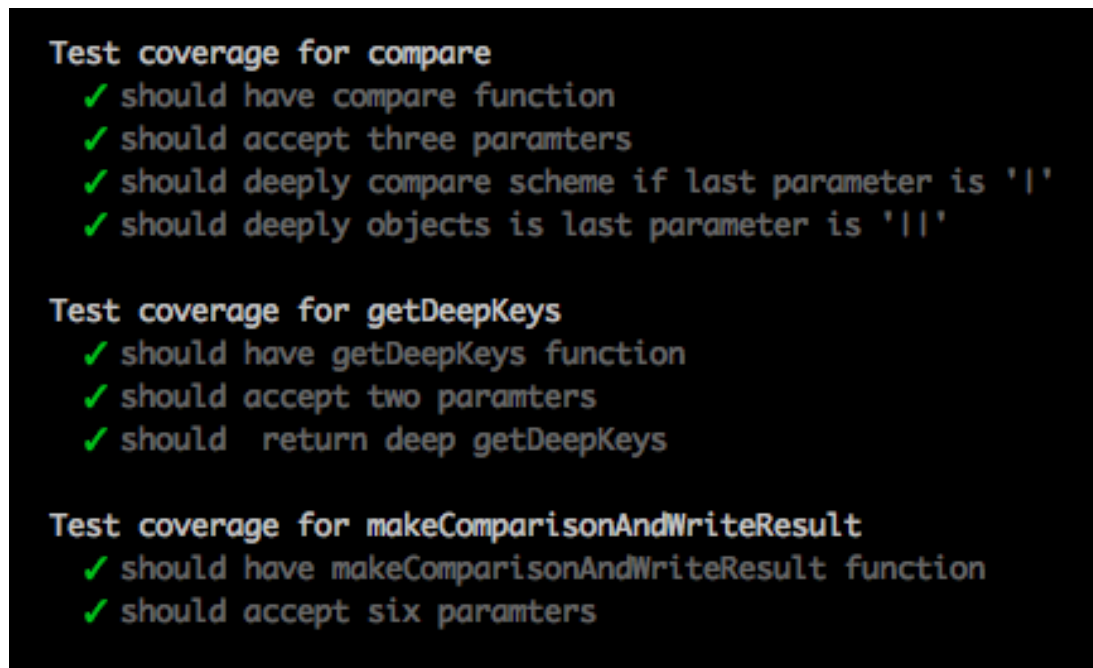 Test coverage for compare
✓ should have compare function
✓ should accept three paramters
✓ should deeply compare scheme if last parameter is '|'
✓ should deeply objects is last parameter is '||'
Test coverage for getDeepKeys
✓ should have getDeepKeys function
✓ should accept two paramters
✓ should  return deep getDeepKeys
Test coverage for makeComparisonAndWriteResult
✓ should have makeComparisonAndWriteResult function
✓ should accept six paramters